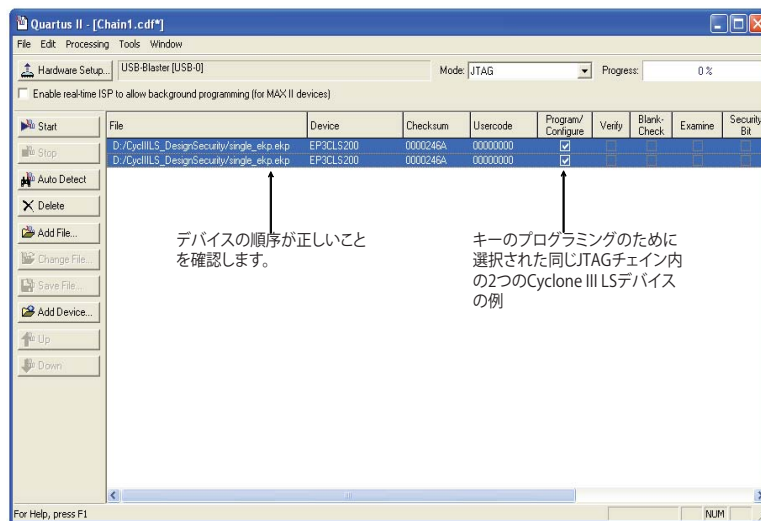 Quartus II - [Chain1.cdf*]
File Edit Processing Tools Window
Hardware Setup... USB-Blaster [USB-0] Mode: JTAG Progress: 0 %
Enable real-time ISP to allow background programming (for MAX II devices)
Start
Stop
Auto Detect
Delete
Add File...
Change File...
Save File...
Add Device...
Up
Down
File Device Checksum Usercode Program/Configure Verify Blank-Check Examine Security Bit
D:/CycIIILS_DesignSecurity/single_ekp.ekp EP3CLS200 0000246A 00000000
D:/CycIIILS_DesignSecurity/single_ekp.ekp EP3CLS200 0000246A 00000000
デバイスの順序が正しいこと
を確認します。
キーのプログラミングのために
選択された同じJTAGチェイン内
の2つのCyclone III LSデバイス
の例
For Help, press F1 NUM